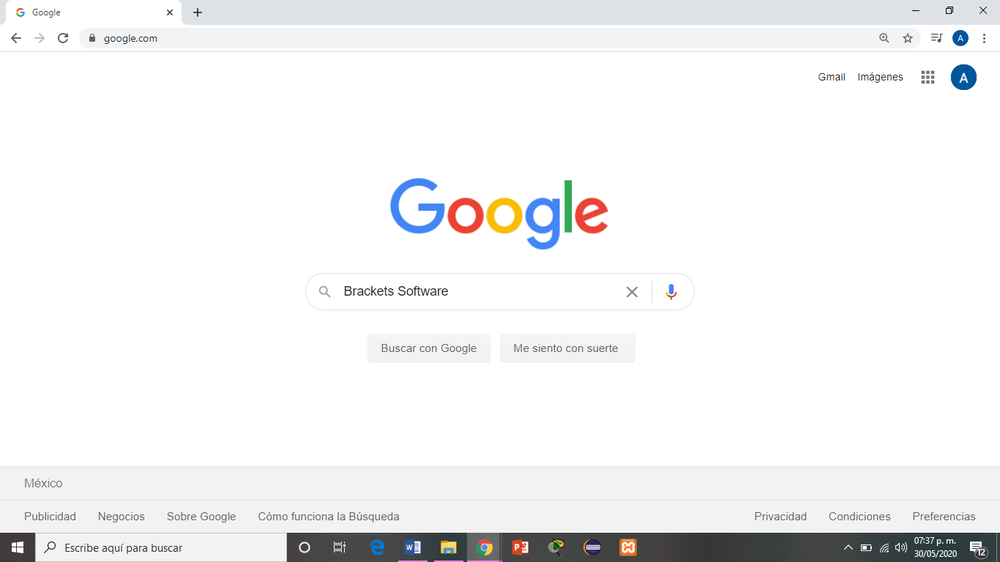 Google
google.com
A
Gmail Imágenes
A
Google
Brackets Software
Buscar con Google Me siento con suerte
México
Publicidad Negocios Sobre Google Cómo funciona la Búsqueda Privacidad Condiciones Preferencias
Escribe aquí para buscar
07:37 p. m.
30/05/2020
12